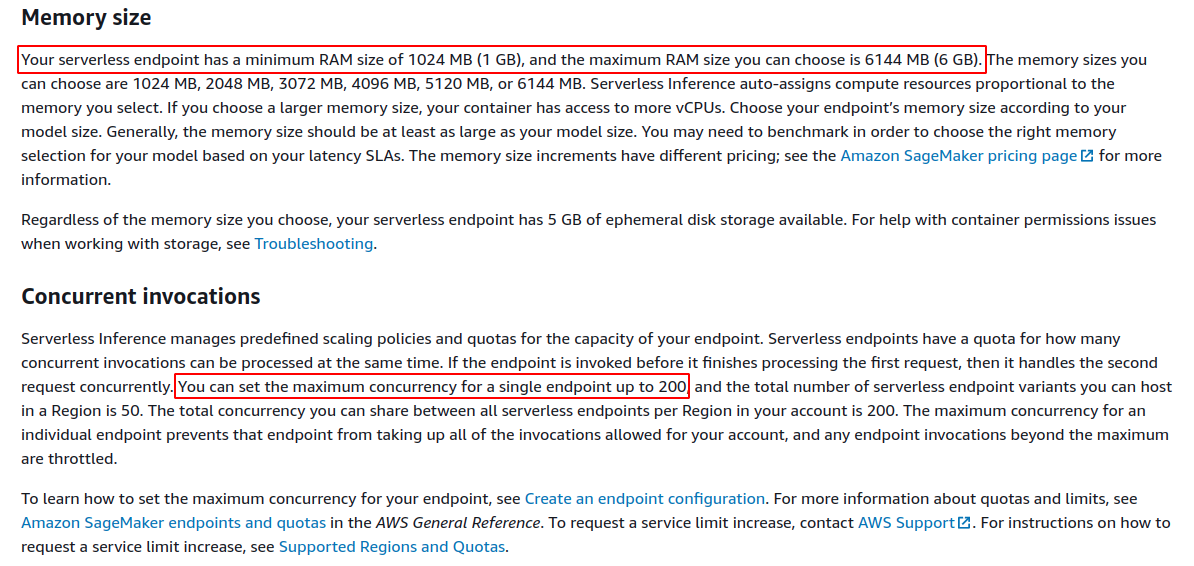 Memory size
Your serverless endpoint has a minimum RAM size of 1024 MB (1 GB), and the maximum RAM size you can choose is 6144 MB (6 GB). The memory sizes you
can choose are 1024 MB, 2048 MB, 3072 MB, 4096 MB, 5120 MB, or 6144 MB. Serverless Inference auto-assigns compute resources proportional to the
memory you select. If you choose a larger memory size, your container has access to more vCPUs. Choose your endpoint’s memory size according to your
model size. Generally, the memory size should be at least as large as your model size. You may need to benchmark in order to choose the right memory
selection for your model based on your latency SLAs. The memory size increments have different pricing; see the Amazon SageMaker pricing page for more
information.
Regardless of the memory size you choose, your serverless endpoint has 5 GB of ephemeral disk storage available. For help with container permissions issues
when working with storage, see Troubleshooting.
Concurrent invocations
Serverless Inference manages predefined scaling policies and quotas for the capacity of your endpoint. Serverless endpoints have a quota for how many
concurrent invocations can be processed at the same time. If the endpoint is invoked before it finishes processing the first request, then it handles the second
request concurrently. You can set the maximum concurrency for a single endpoint up to 200, and the total number of serverless endpoint variants you can host
in a Region is 50. The total concurrency you can share between all serverless endpoints per Region in your account is 200. The maximum concurrency for an
individual endpoint prevents that endpoint from taking up all of the invocations allowed for your account, and any endpoint invocations beyond the maximum
are throttled.
To learn how to set the maximum concurrency for your endpoint, see Create an endpoint configuration. For more information about quotas and limits, see
Amazon SageMaker endpoints and quotas in the AWS General Reference. To request a service limit increase, contact AWS Support. For instructions on how to
request a service limit increase, see Supported Regions and Quotas.